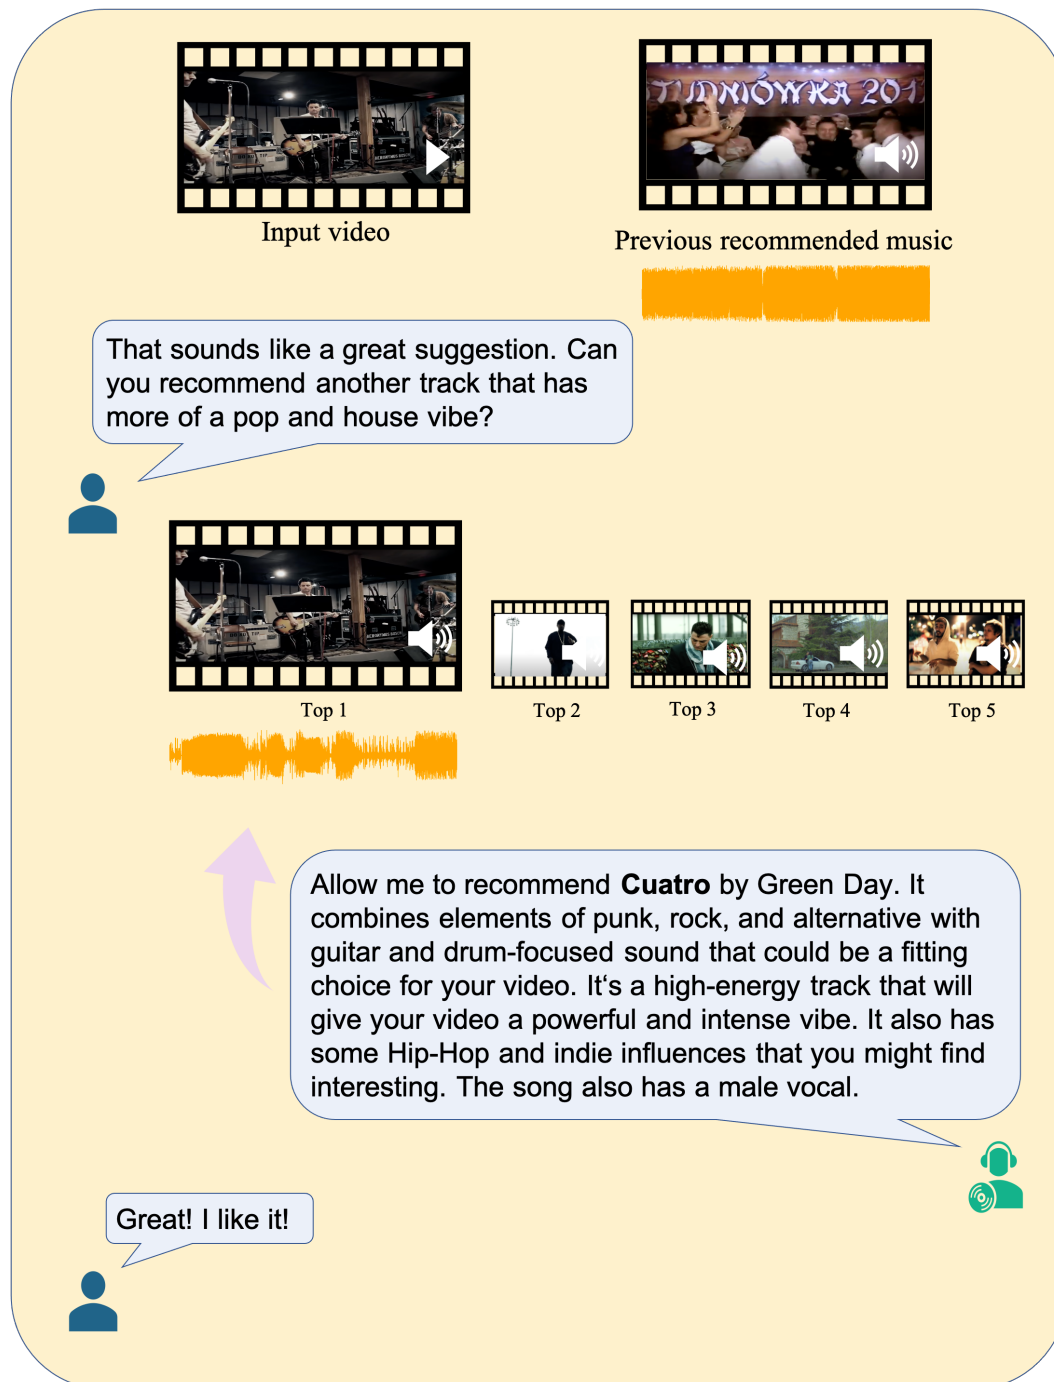 STUDNIÓWKA 201
Input video
Previous recommended music
That sounds like a great suggestion. Can
you recommend another track that has
more of a pop and house vibe?
Top 1
Top 2
Top 3
Top 4
Top 5
Allow me to recommend Cuatro by Green Day. It
combines elements of punk, rock, and alternative with
guitar and drum-focused sound that could be a fitting
choice for your video. It‘s a high-energy track that will
give your video a powerful and intense vibe. It also has
some Hip-Hop and indie influences that you might find
interesting. The song also has a male vocal.
Great! I like it!